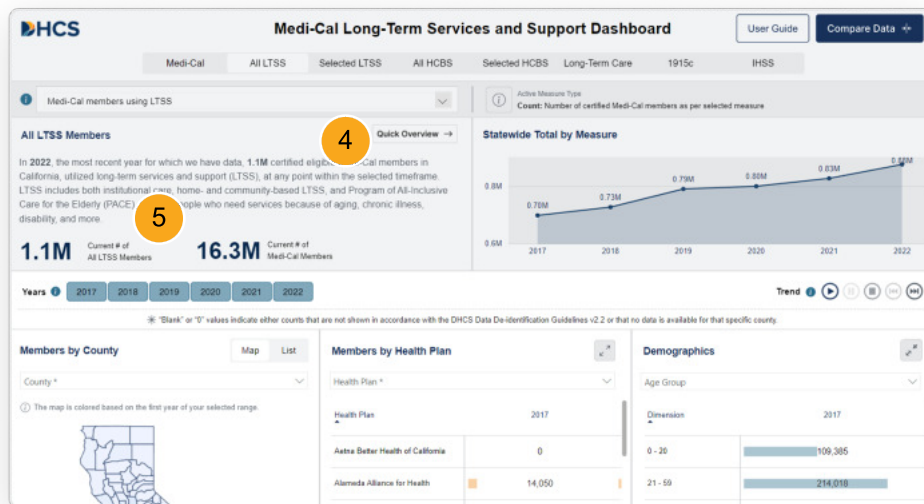 DHCS
Medi-Cal Long-Term Services and Support Dashboard
User Guide
Compare Data
Medi-Cal All LTSS Selected LTSS All HCBS Selected HCBS Long-Term Care 1915c IHSS
Medi-Cal members using LTSS
Active Measure Type
Count: Number of certified Medi-Cal members as per selected measure
All LTSS Members
4
Quick Overview →
In 2022, the most recent year for which we have data, 1.1M certified eligib -Cal members in
California, utilized long-term services and support (LTSS), at any point within the selected timeframe.
LTSS includes both institutional care, home- and community-based LTSS, and Program of All-Inclusive
Care for the Elderly (PACE) ople who need services because of aging, chronic illness,
disability, and more.
5
1.1M
Current # of
All LTSS Members
16.3M
Current # of
Medi-Cal Members
Statewide Total by Measure
0.8M
0.6M
0.70M
0.73M
0.79M
0.80M
0.83M
0.88M
2017 2018 2019 2020 2021 2022
Years 2017 2018 2019 2020 2021 2022
Trend
"Blank" or "0" values indicate either counts that are not shown in accordance with the DHCS Data De-identification Guidelines v2.2 or that no data is available for that specific county.
Members by County
Map List
County *
The map is colored based on the first year of your selected range.
Members by Health Plan
Health Plan *
Health Plan 2017
Aetna Better Health of California 0
Alameda Alliance for Health 14,050
Demographics
Age Group
Dimension 2017
0 - 20 109,385
21 - 59 214,018